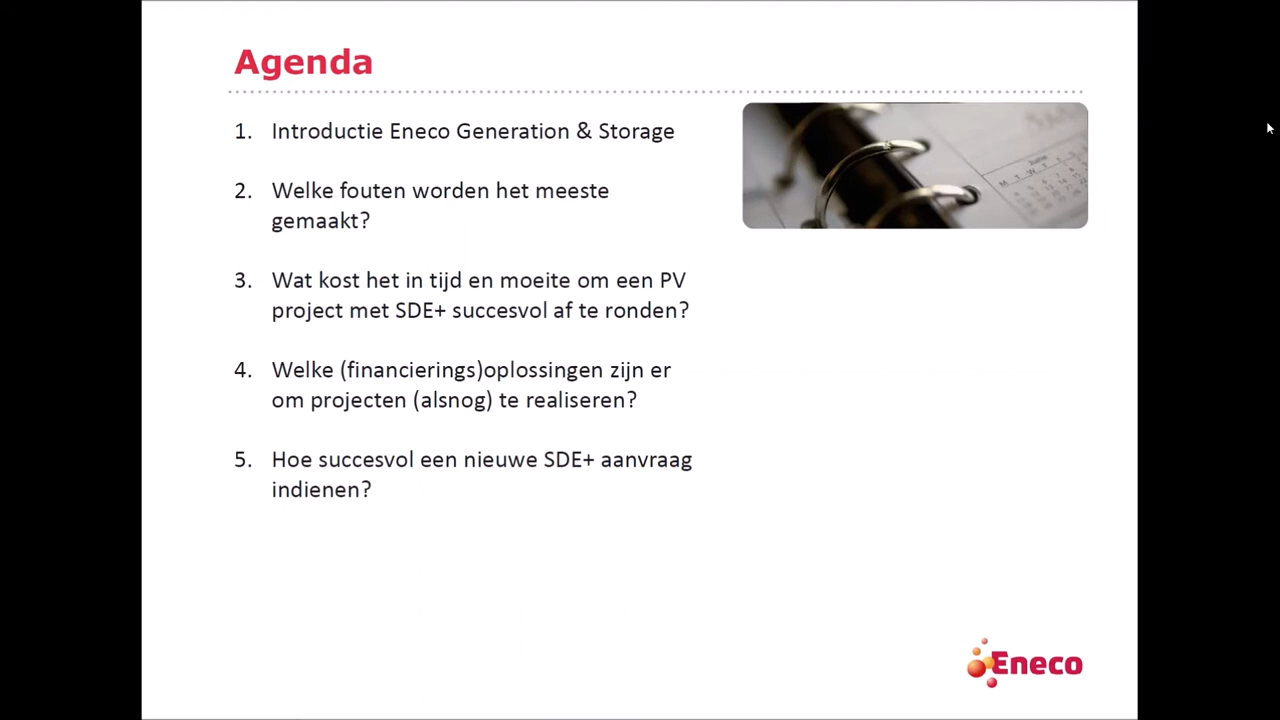 Agenda
1. Introductie Eneco Generation & Storage
2. Welke fouten worden het meeste
gemaakt?
3. Wat kost het in tijd en moeite om een PV
project met SDE+ succesvol af te ronden?
4. Welke (financierings)oplossingen zijn er
om projecten (alsnog) te realiseren?
5. Hoe succesvol een nieuwe SDE+ aanvraag
indienen?
June
M T W T
Eneco